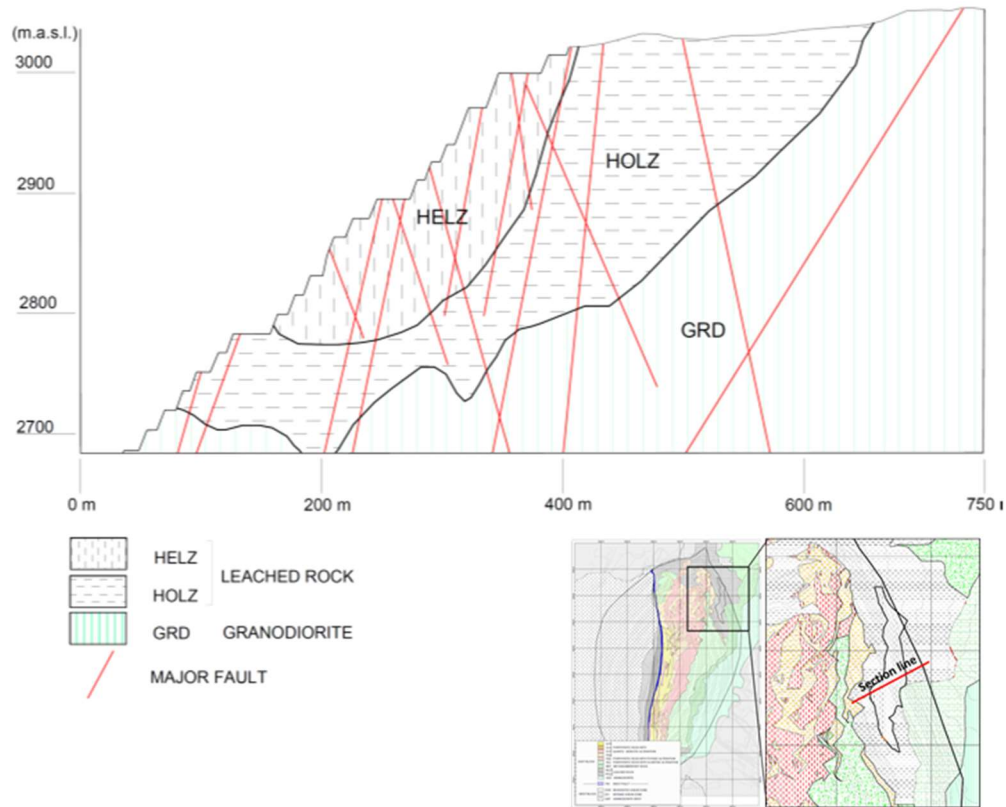 (m.a.s.l.)
3000
2900
2800
2700
HELZ
HOLZ
GRD
0 m
200 m
400 m
600 m
750 m
HELZ
HOLZ
LEACHED ROCK
GRD GRANODIORITE
MAJOR FAULT
Section line